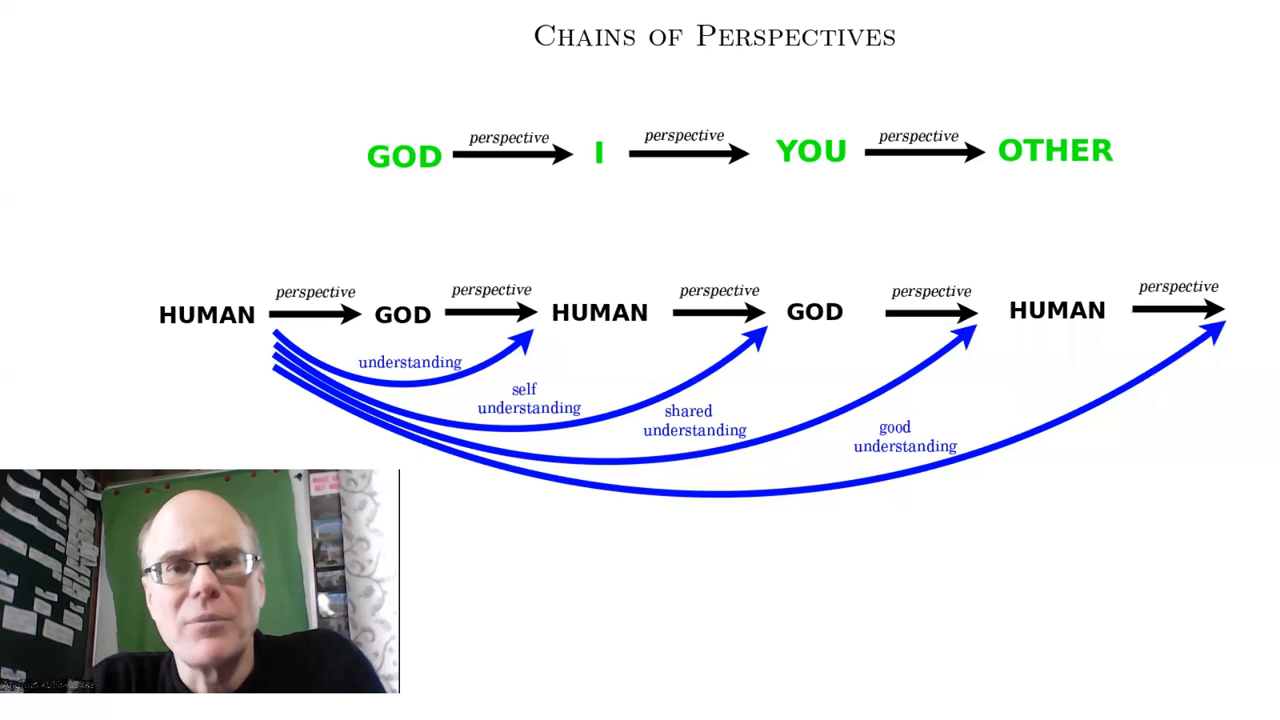 CHAINS OF PERSPECTIVES
perspective perspective perspective
GOD I YOU OTHER
perspective perspective perspective perspective perspective
HUMAN GOD HUMAN GOD HUMAN
understanding
self
understanding
shared
understanding
good
understanding